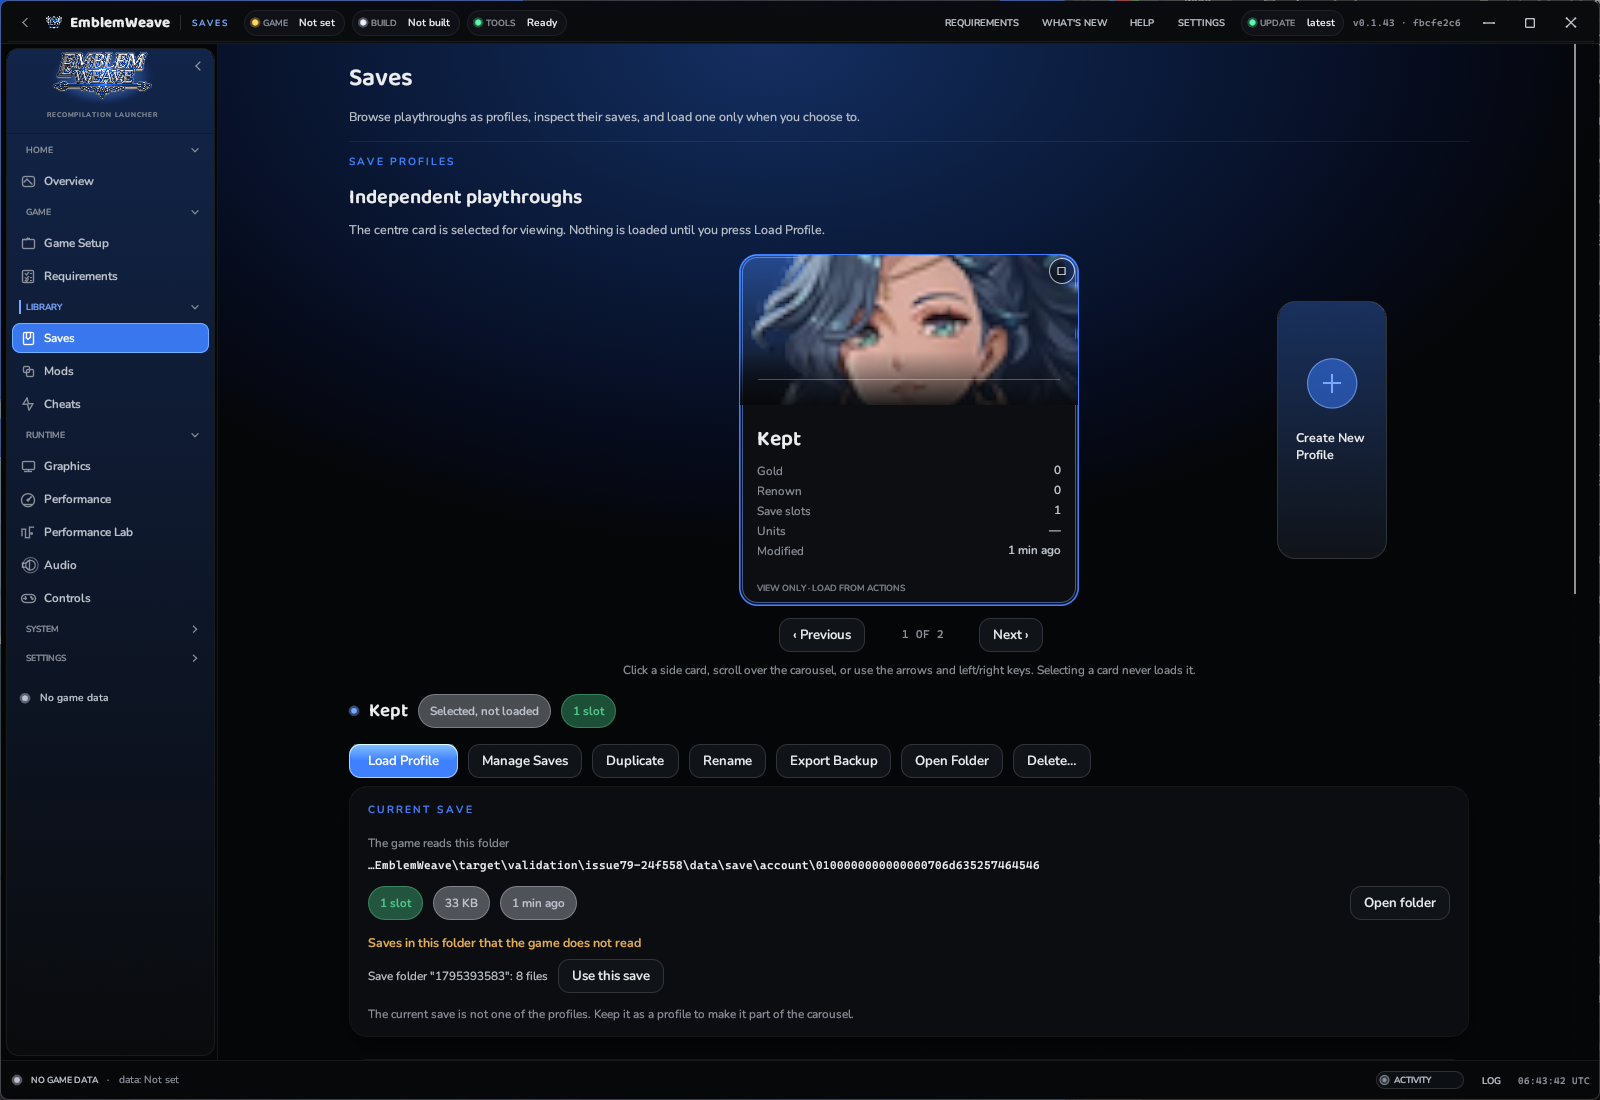 EmblemWeave
SAVES
GAME Not set
BUILD Not built
TOOLS Ready
REQUIREMENTS
WHAT'S NEW
HELP
SETTINGS
UPDATE latest
v0.1.43 · fbcfe2c6
EMBLEM
WEAVE
RECOMPILATION LAUNCHER
HOME
Overview
GAME
Game Setup
Requirements
LIBRARY
Saves
Mods
Cheats
RUNTIME
Graphics
Performance
Performance Lab
Audio
Controls
SYSTEM
SETTINGS
No game data
Saves
Browse playthroughs as profiles, inspect their saves, and load one only when you choose to.
SAVE PROFILES
Independent playthroughs
The centre card is selected for viewing. Nothing is loaded until you press Load Profile.
Kept
Gold 0
Renown 0
Save slots 1
Units —
Modified 1 min ago
VIEW ONLY · LOAD FROM ACTIONS
Create New
Profile
‹ Previous
1 OF 2
Next ›
Click a side card, scroll over the carousel, or use the arrows and left/right keys. Selecting a card never loads it.
Kept
Selected, not loaded
1 slot
Load Profile
Manage Saves
Duplicate
Rename
Export Backup
Open Folder
Delete...
CURRENT SAVE
The game reads this folder
…EmblemWeave\target\validation\issue79-24f558\data\save\account\0100000000000000706d635257464546
1 slot
33 KB
1 min ago
Open folder
Saves in this folder that the game does not read
Save folder "1795393583": 8 files
Use this save
The current save is not one of the profiles. Keep it as a profile to make it part of the carousel.
NO GAME DATA · data: Not set
ACTIVITY
LOG
06:43:42 UTC